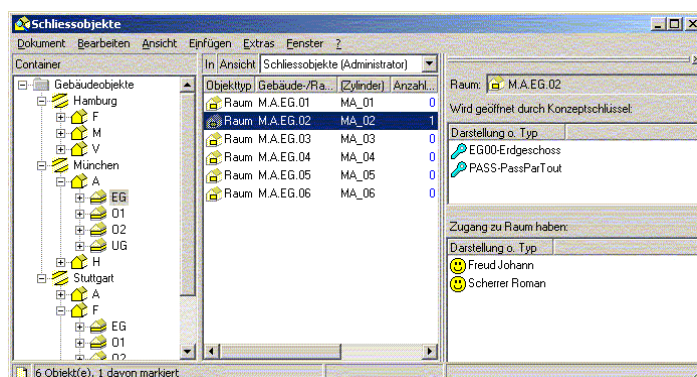 Schliessobjekte
Dokument Bearbeiten Ansicht Einfügen Extras Fenster ?
Container
Gebäudeobjekte
Hamburg
F
M
V
München
A
EG
O1
O2
UG
H
Stuttgart
A
F
EG
O1
O2
In Ansicht Schliessobjekte (Administrator)
Objekttyp Gebäude-/Ra... (Zylinder) Anzahl...
Raum M.A.EG.01 MA_01 0
Raum M.A.EG.02 MA_02 1
Raum M.A.EG.03 MA_03 0
Raum M.A.EG.04 MA_04 0
Raum M.A.EG.05 MA_05 0
Raum M.A.EG.06 MA_06 0
Raum: M.A.EG.02
Wird geöffnet durch Konzeptschlüssel:
Darstellung o. Typ
EG00-Erdgeschoss
PASS-PassParTout
Zugang zu Raum haben:
Darstellung o. Typ
Freud Johann
Scherrer Roman
6 Objekt(e), 1 davon markiert